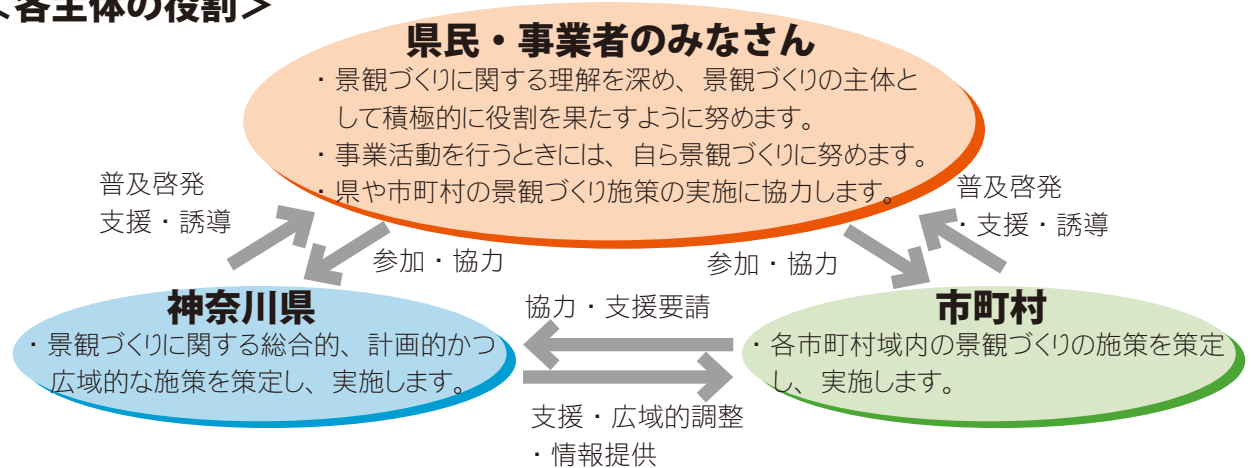 ＜各主体の役割＞
県民・事業者のみなさん
・景観づくりに関する理解を深め、景観づくりの主体と
して積極的に役割を果たすように努めます。
・事業活動を行うときには、自ら景観づくりに努めます。
・県や市町村の景観づくり施策の実施に協力します。
普及啓発
支援・誘導
普及啓発
・支援・誘導
参加・協力
参加・協力
神奈川県
・景観づくりに関する総合的、計画的かつ
広域的な施策を策定し、実施します。
協力・支援要請
支援・広域的調整
・情報提供
市町村
・各市町村域内の景観づくりの施策を策定
し、実施します。